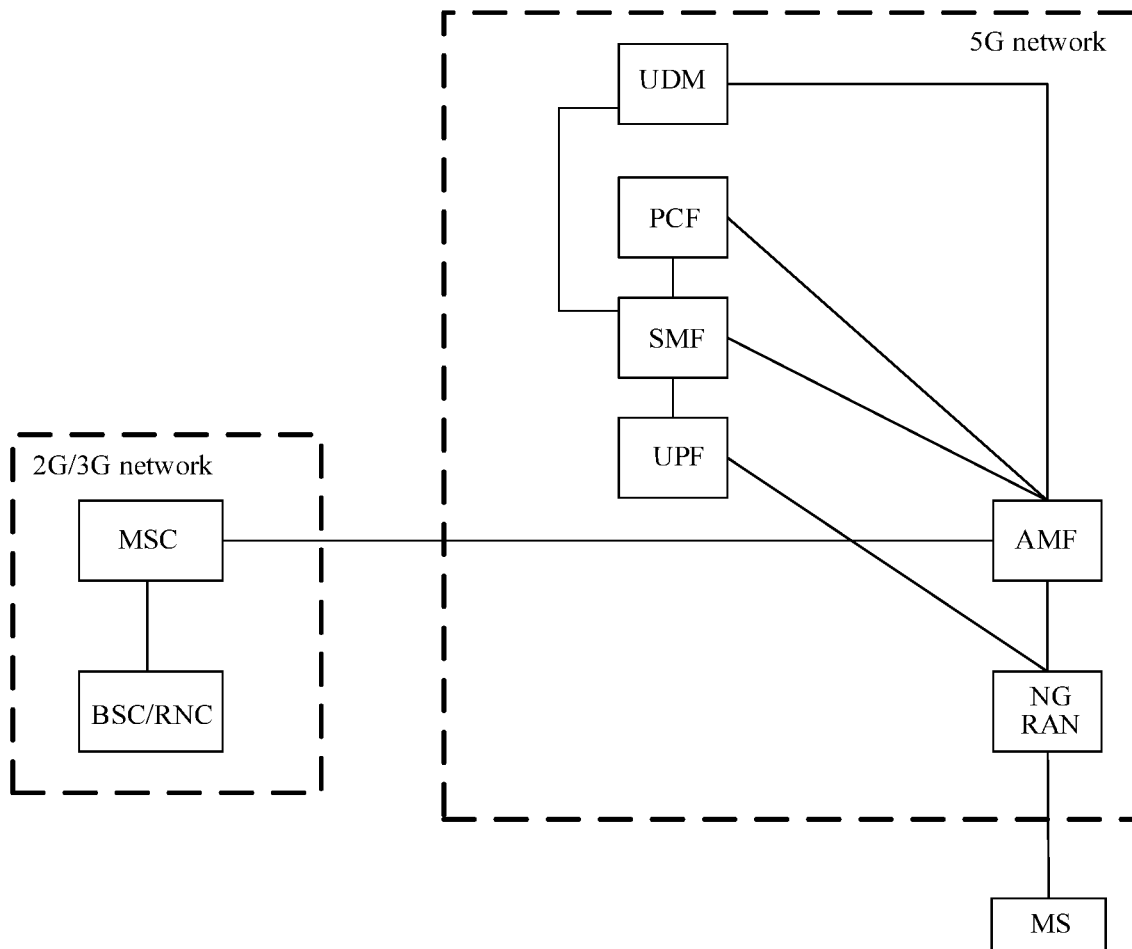 5G network
UDM
PCF
SMF
UPF
2G/3G network
MSC
AMF
BSC/RNC
NG
RAN
MS